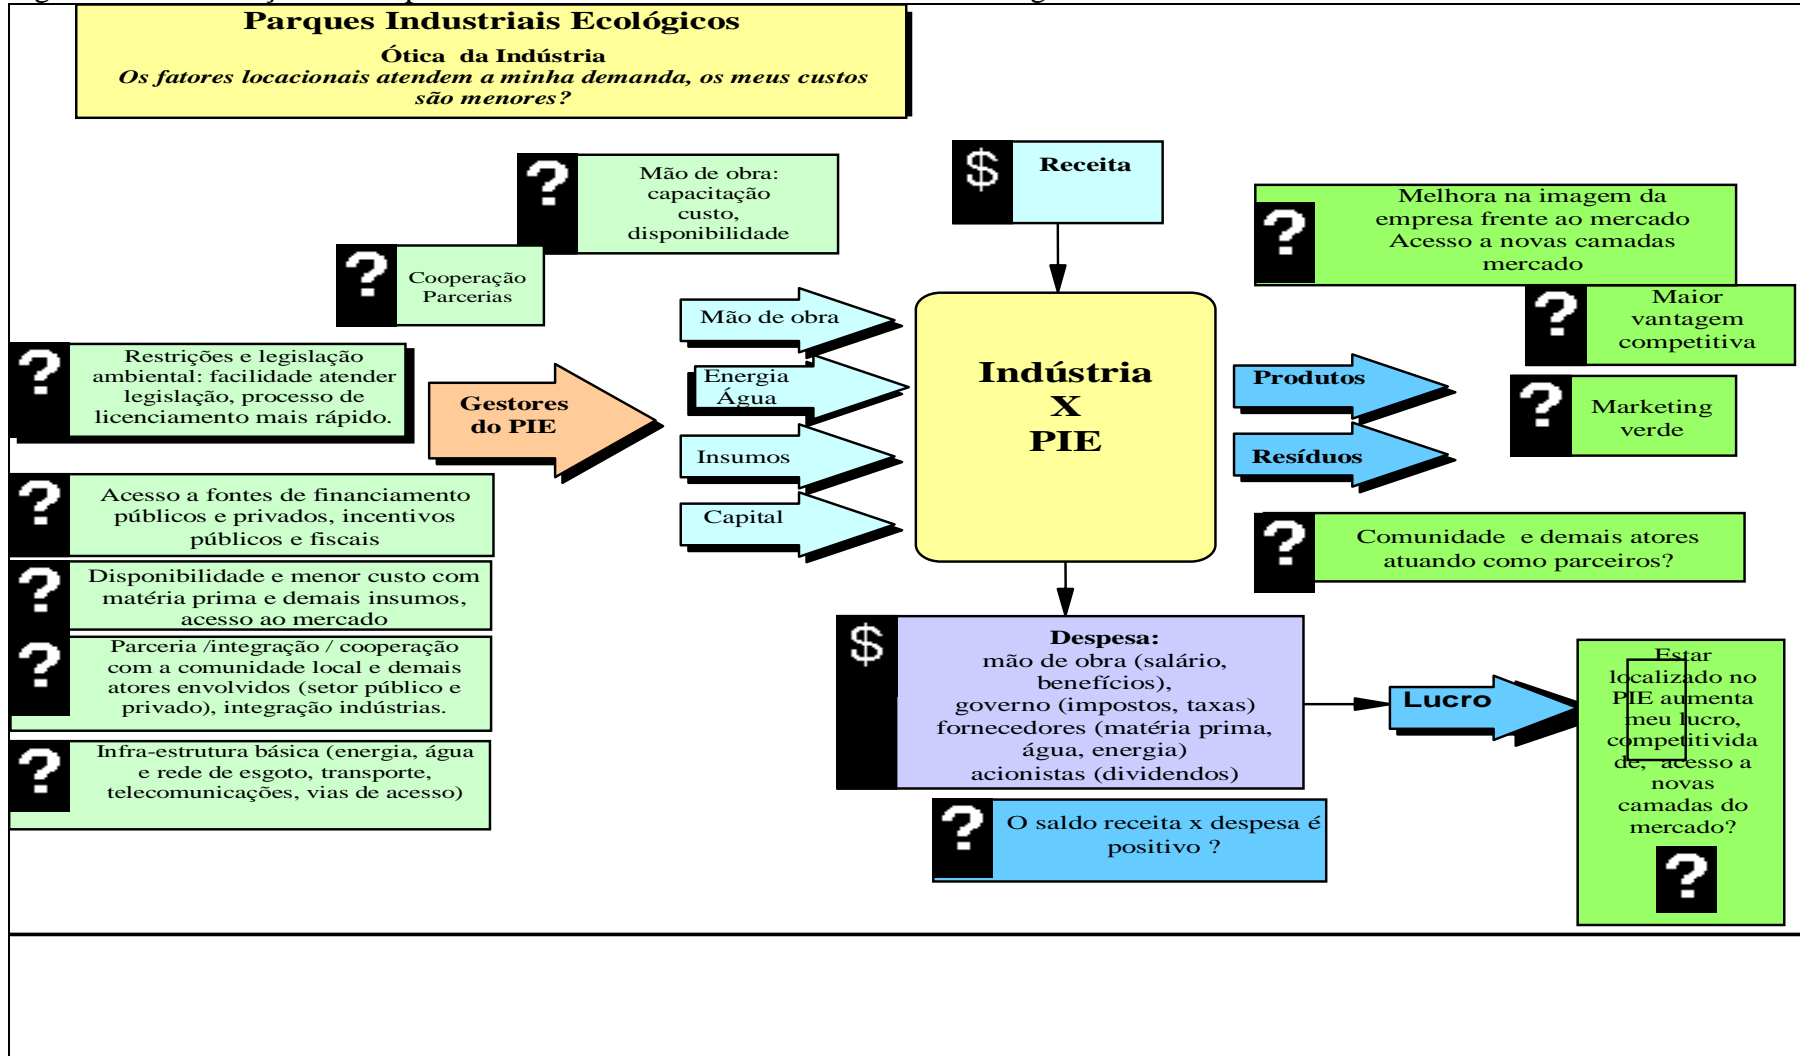 Parques Industriais Ecológicos
Ótica da Indústria
Os fatores locacionais atendem a minha demanda, os meus custos
são menores?
?
Mão de obra:
capacitação
custo,
disponibilidade
$
Receita
?
Melhora na imagem da
empresa frente ao mercado
Acesso a novas camadas
mercado
?
Cooperação
Parcerias
?
Maior
vantagem
competitiva
?
Restrições e legislação
ambiental: facilidade atender
legislação, processo de
licenciamento mais rápido.
Gestores
do PIE
Mão de obra
Energia
Água
Insumos
Capital
Indústria
X
PIE
Produtos
Resíduos
?
Marketing
verde
?
Acesso a fontes de financiamento
públicos e privados, incentivos
públicos e fiscais
?
Comunidade e demais atores
atuando como parceiros?
?
Disponibilidade e menor custo com
matéria prima e demais insumos,
acesso ao mercado
?
Parceria /integração / cooperação
com a comunidade local e demais
atores envolvidos (setor público e
privado), integração indústrias.
?
Infra-estrutura básica (energia, água
e rede de esgoto, transporte,
telecomunicações, vias de acesso)
$
Despesa:
mão de obra (salário,
benefícios),
governo (impostos, taxas)
fornecedores (matéria prima,
água, energia)
acionistas (dividendos)
Lucro
Estar
localizado no
PIE aumenta
meu lucro,
competitivida
de, acesso a
novas
camadas do
mercado?
?
?
O saldo receita x despesa é
positivo ?